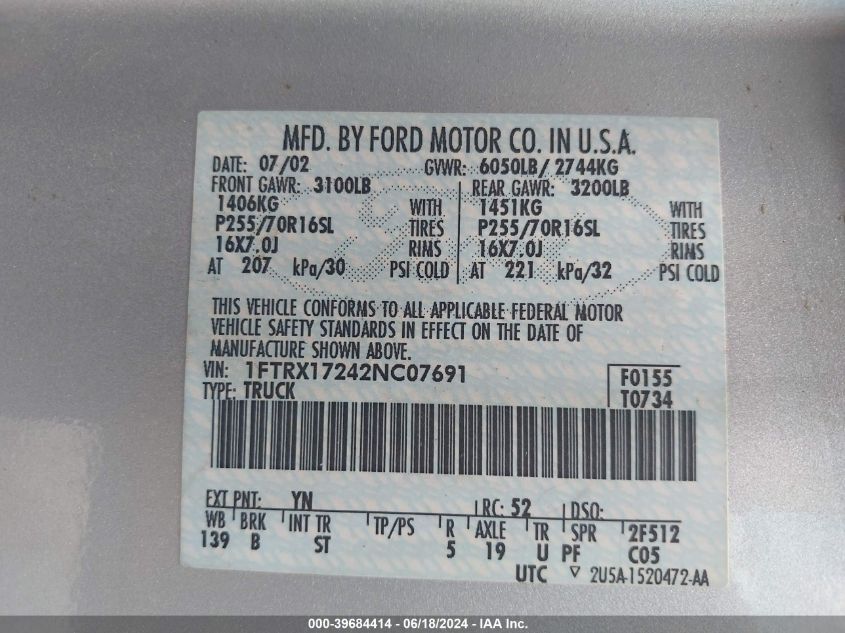 MFD. BY FORD MOTOR CO. IN U.S.A.
DATE: 07/02 GVWR: 6050LB/ 2744KG
FRONT GAWR: 3100LB REAR GAWR: 3200LB
1406KG WITH 1451KG WITH
P255/70R16SL TIRES P255/70R16SL TIRES
16X7.0J RIMS 16X7.0J RIMS
AT 207 kPa/30 PSI COLD AT 221 kPa/32 PSI COLD
THIS VEHICLE CONFORMS TO ALL APPLICABLE FEDERAL MOTOR
VEHICLE SAFETY STANDARDS IN EFFECT ON THE DATE OF
MANUFACTURE SHOWN ABOVE.
VIN: 1FTRX17242NC07691 F0155
TYPE: TRUCK T0734
EXT PNT: YN RC: 52 DSO:
WB BRK INT TR TP/PS R AXLE TR SPR 2F512
139 B ST 5 19 U PF C05
UTC ▽ 2U5A-1520472-AA
000-39684414 - 06/18/2024 - IAA Inc.